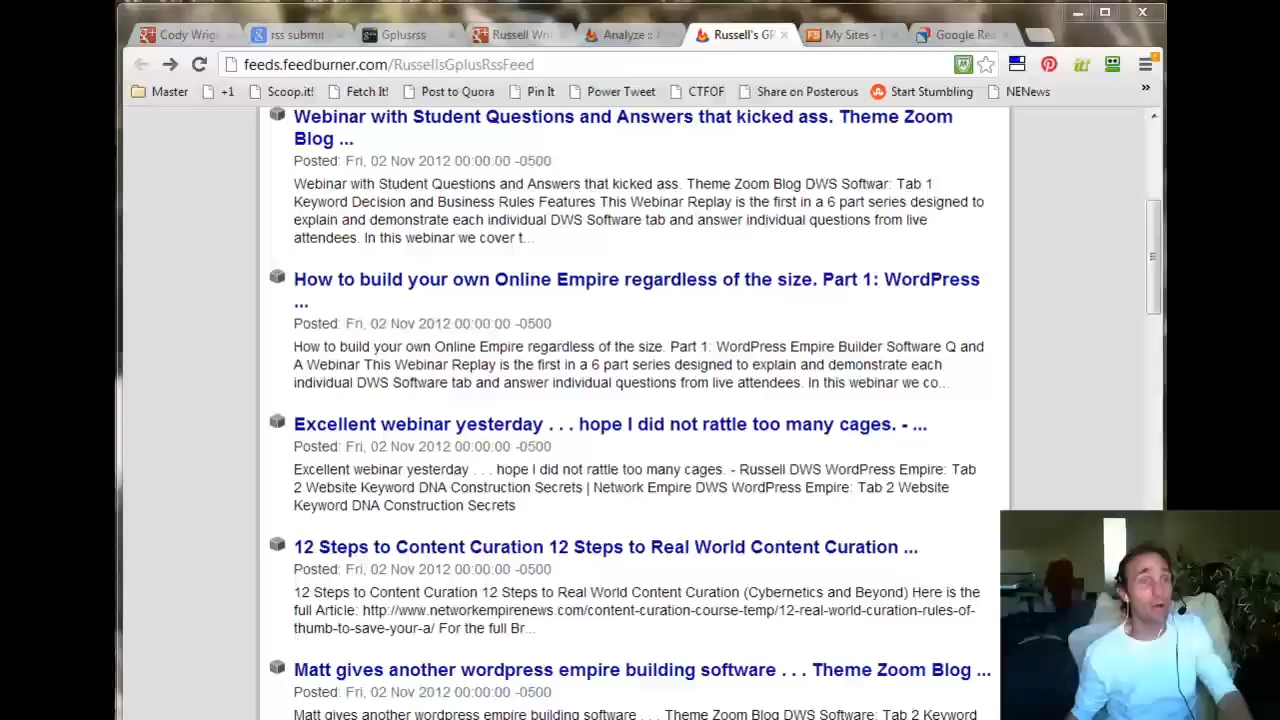 Cody Wrig
rss submit
Gplusrss
Russell Wri
Analyze ::
Russell's GP
My Sites -
Google Rea
feeds.feedburner.com/RussellsGplusRssFeed
Master
+1
Scoop.it!
Fetch It!
Post to Quora
Pin It
Power Tweet
CTFOF
Share on Posterous
Start Stumbling
NENews
»
Webinar with Student Questions and Answers that kicked ass. Theme Zoom
Blog ...
Posted: Fri, 02 Nov 2012 00:00:00 -0500
Webinar with Student Questions and Answers that kicked ass. Theme Zoom Blog DWS Softwar: Tab 1
Keyword Decision and Business Rules Features This Webinar Replay is the first in a 6 part series designed to
explain and demonstrate each individual DWS Software tab and answer individual questions from live
attendees. In this webinar we cover t...
How to build your own Online Empire regardless of the size. Part 1: WordPress
...
Posted: Fri, 02 Nov 2012 00:00:00 -0500
How to build your own Online Empire regardless of the size. Part 1: WordPress Empire Builder Software Q and
A Webinar This Webinar Replay is the first in a 6 part series designed to explain and demonstrate each
individual DWS Software tab and answer individual questions from live attendees. In this webinar we co...
Excellent webinar yesterday . . . hope I did not rattle too many cages. - ...
Posted: Fri, 02 Nov 2012 00:00:00 -0500
Excellent webinar yesterday . . . hope I did not rattle too many cages. - Russell DWS WordPress Empire: Tab
2 Website Keyword DNA Construction Secrets | Network Empire DWS WordPress Empire: Tab 2 Website
Keyword DNA Construction Secrets
12 Steps to Content Curation 12 Steps to Real World Content Curation ...
Posted: Fri, 02 Nov 2012 00:00:00 -0500
12 Steps to Content Curation 12 Steps to Real World Content Curation (Cybernetics and Beyond) Here is the
full Article: http://www.networkempirenews.com/content-curation-course-temp/12-real-world-curation-rules-of-
thumb-to-save-your-a/ For the full Br...
Matt gives another wordpress empire building software . . . Theme Zoom Blog ...
Posted: Fri, 02 Nov 2012 00:00:00 -0500
Matt gives another wordpress empire building software . . . Theme Zoom Blog DWS Software: Tab 2 Keyword